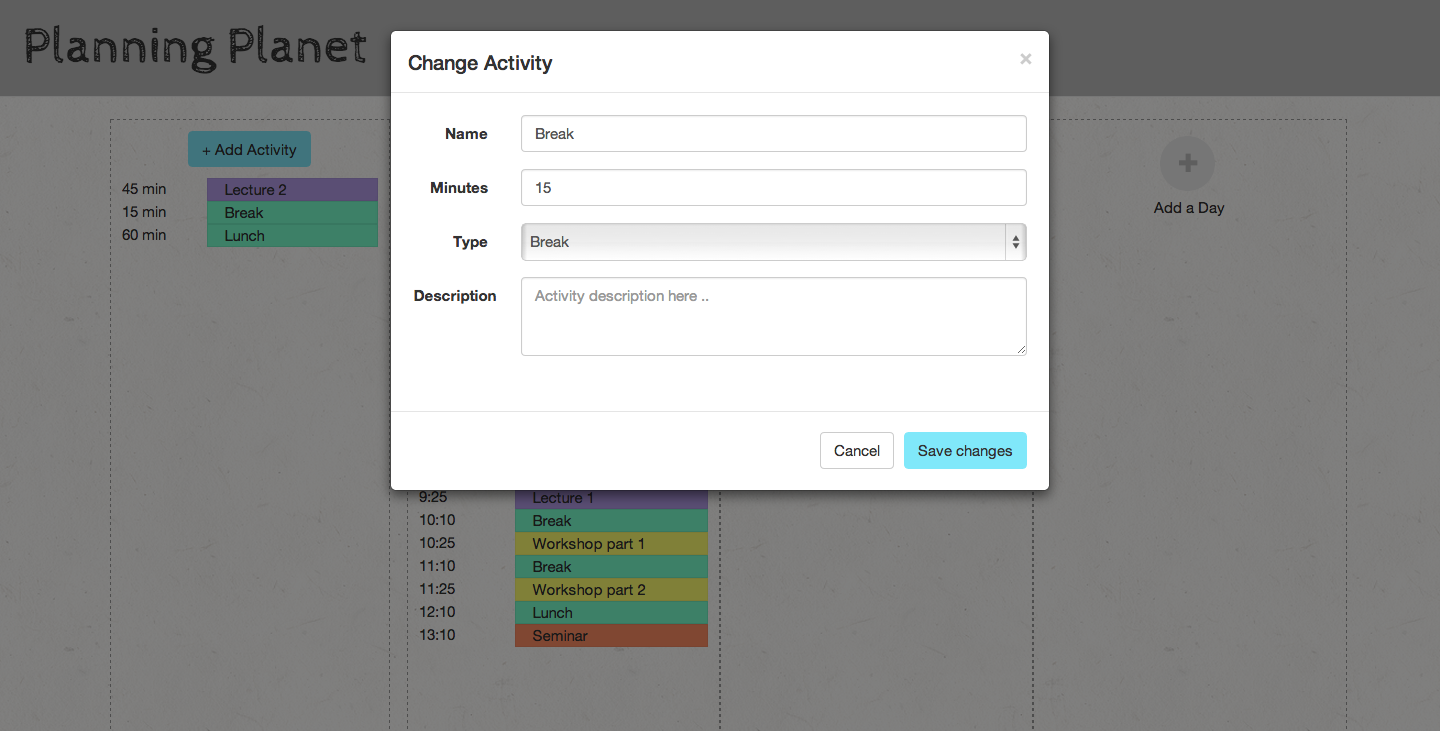 Planning Planet
Change Activity
×
Name Break
Minutes 15
Type Break
Description Activity description here ..
Cancel Save changes
+ Add Activity
45 min Lecture 2
15 min Break
60 min Lunch
9:25 Lecture 1
10:10 Break
10:25 Workshop part 1
11:10 Break
11:25 Workshop part 2
12:10 Lunch
13:10 Seminar
+
Add a Day